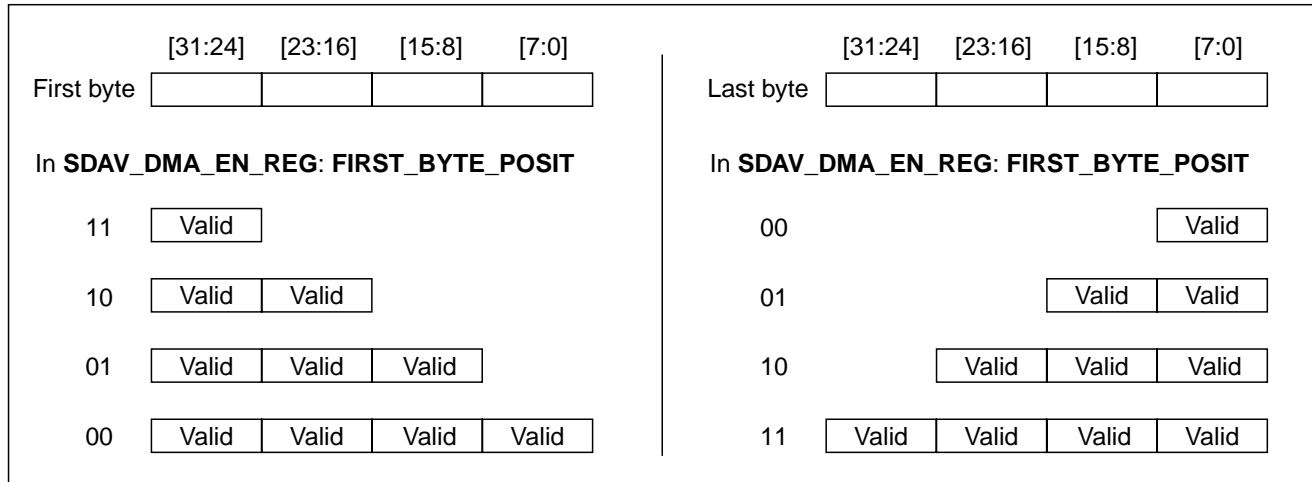 [31:24] [23:16] [15:8] [7:0]
First byte
In SDAV_DMA_EN_REG: FIRST_BYTE_POSIT
11 Valid
10 Valid Valid
01 Valid Valid Valid
00 Valid Valid Valid Valid
[31:24] [23:16] [15:8] [7:0]
Last byte
In SDAV_DMA_EN_REG: FIRST_BYTE_POSIT
00 Valid
01 Valid Valid
10 Valid Valid Valid
11 Valid Valid Valid Valid